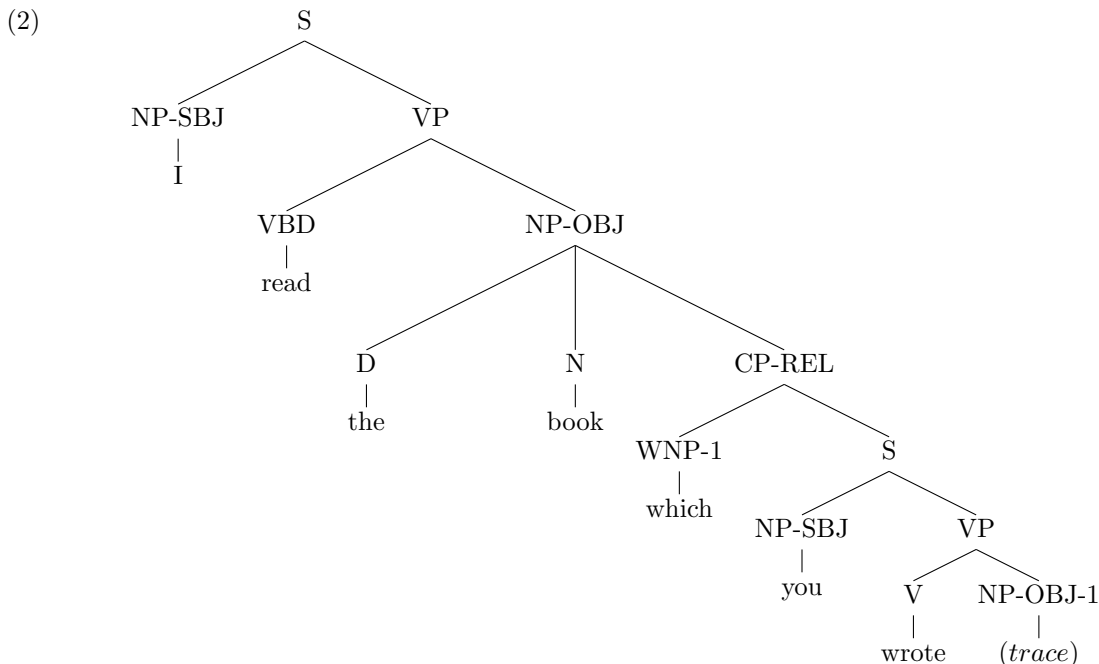 (2)
S
NP-SBJ VP
I
VBD NP-OBJ
read
D N CP-REL
the book
WNP-1 S
which
NP-SBJ VP
you
V NP-OBJ-1
wrote (trace)